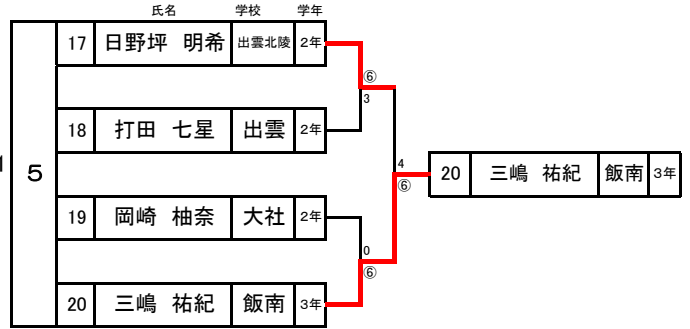 氏名 学校 学年
17 日野坪 明希 出雲北陵 2年
⑥
3
18 打田 七星 出雲 2年
5
4
20 三嶋 祐紀 飯南 3年
⑥
19 岡崎 柚奈 大社 2年
0
⑥
20 三嶋 祐紀 飯南 3年